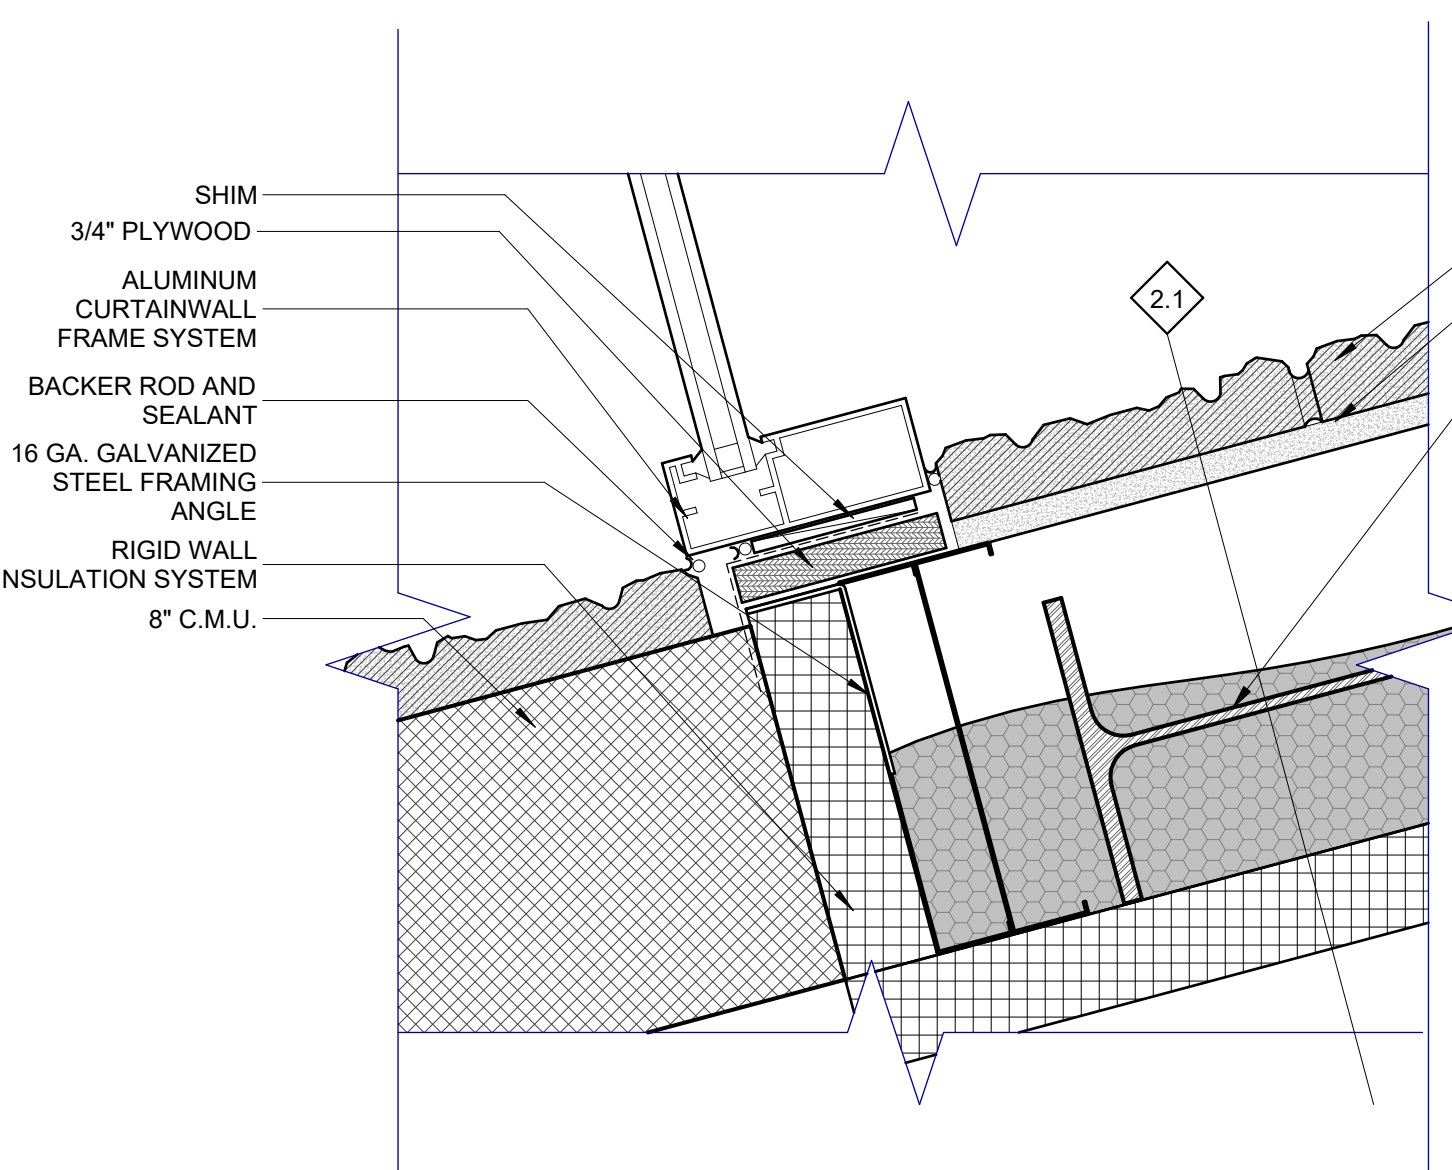 SHIM
3/4" PLYWOOD
ALUMINUM
CURTAINWALL
FRAME SYSTEM
BACKER ROD AND
SEALANT
16 GA. GALVANIZED
STEEL FRAMING
ANGLE
RIGID WALL
NSULATION SYSTEM
8" C.M.U.
2.1